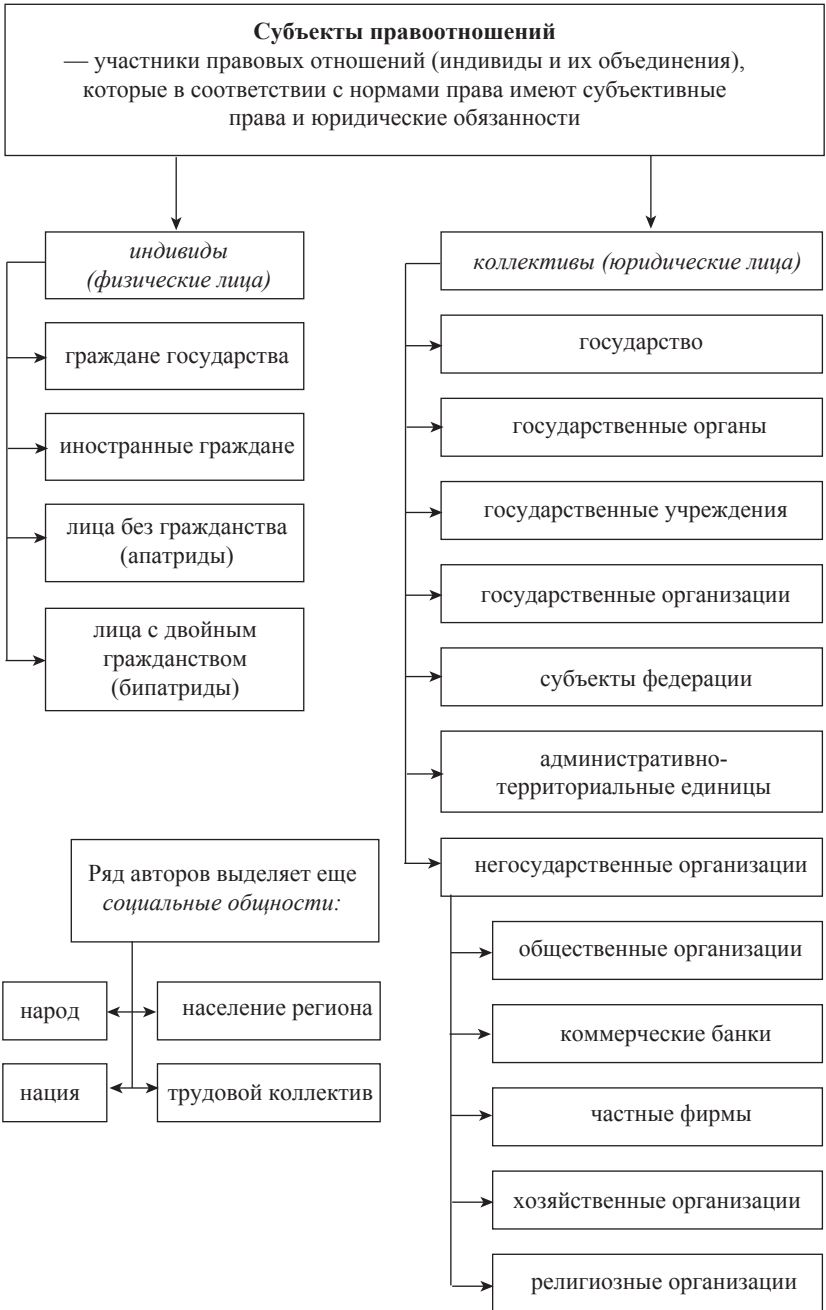 Субъекты правоотношений
— участники правовых отношений (индивиды и их объединения),
которые в соответствии с нормами права имеют субъективные
права и юридические обязанности
индивиды
(физические лица)
граждане государства
иностранные граждане
лица без гражданства
(апатриды)
лица с двойным
гражданством
(бипатриды)
коллективы (юридические лица)
государство
государственные органы
государственные учреждения
государственные организации
субъекты федерации
административно-
территориальные единицы
негосударственные организации
общественные организации
коммерческие банки
частные фирмы
хозяйственные организации
религиозные организации
Ряд авторов выделяет еще
социальные общности:
народ
население региона
нация
трудовой коллектив